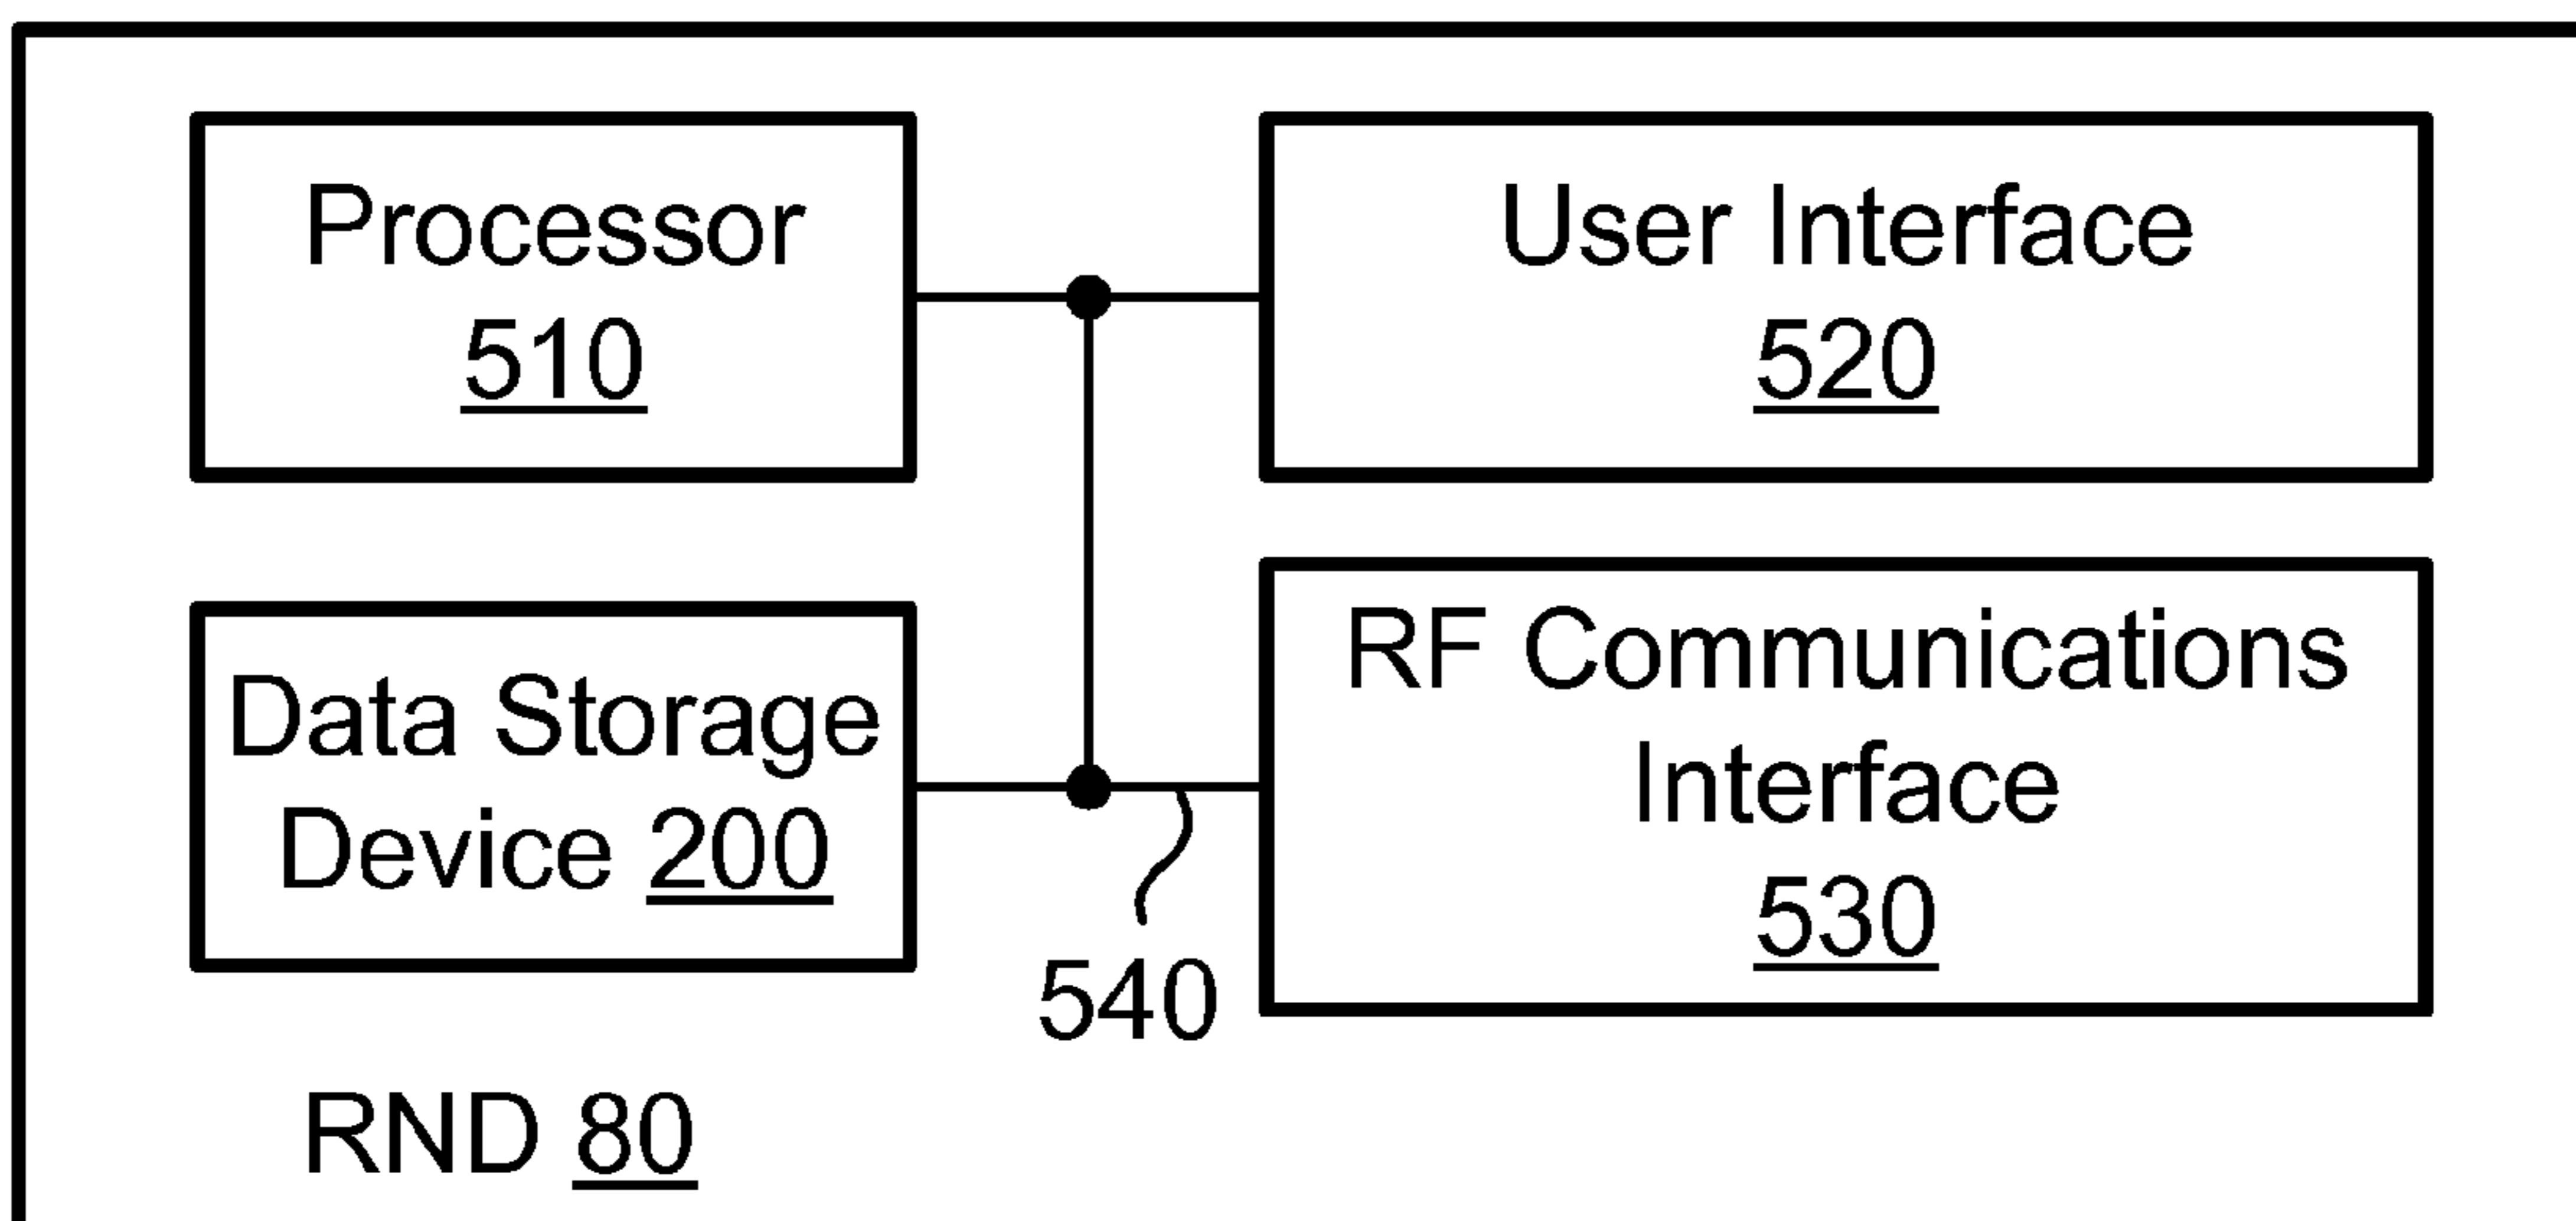 Processor
510
User Interface
520
Data Storage
Device 200
RF Communications
Interface
530
540
RND 80